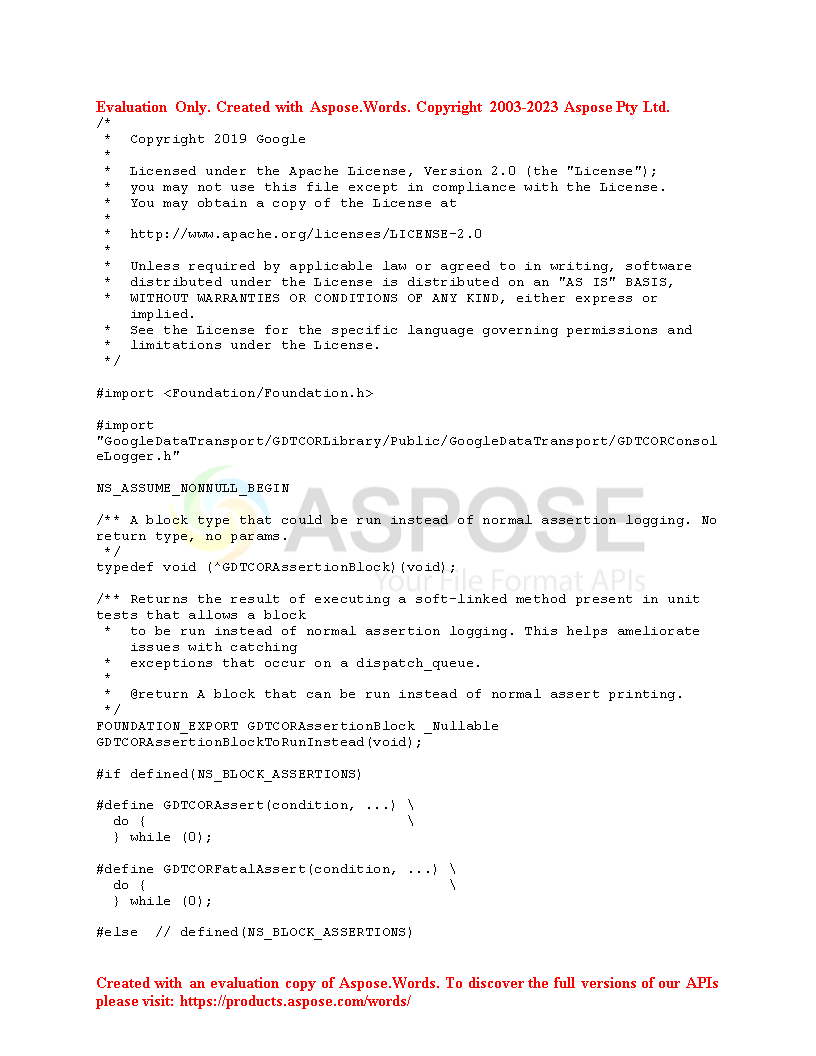 Evaluation Only. Created with Aspose.Words. Copyright 2003-2023 Aspose Pty Ltd.
/*
 *  Copyright 2019 Google
 *
 *  Licensed under the Apache License, Version 2.0 (the "License");
 *  you may not use this file except in compliance with the License.
 *  You may obtain a copy of the License at
 *
 *  http://www.apache.org/licenses/LICENSE-2.0
 *
 *  Unless required by applicable law or agreed to in writing, software
 *  distributed under the License is distributed on an "AS IS" BASIS,
 *  WITHOUT WARRANTIES OR CONDITIONS OF ANY KIND, either express or
    implied.
 *  See the License for the specific language governing permissions and
 *  limitations under the License.
 */

#import <Foundation/Foundation.h>

#import
"GoogleDataTransport/GDTCORLibrary/Public/GoogleDataTransport/GDTCORConsol
eLogger.h"

NS_ASSUME_NONNULL_BEGIN

ASPOSE
/** A block type that could be run instead of normal assertion logging. No
return type, no params.
 */
typedef void (^GDTCORAssertionBlock)(void);
Your File Format APIs

/** Returns the result of executing a soft-linked method present in unit
tests that allows a block
 *  to be run instead of normal assertion logging. This helps ameliorate
    issues with catching
 *  exceptions that occur on a dispatch_queue.
 *
 *  @return A block that can be run instead of normal assert printing.
 */
FOUNDATION_EXPORT GDTCORAssertionBlock _Nullable
GDTCORAssertionBlockToRunInstead(void);

#if defined(NS_BLOCK_ASSERTIONS)

#define GDTCORAssert(condition, ...) \
  do {                               \
  } while (0);

#define GDTCORFatalAssert(condition, ...) \
  do {                                    \
  } while (0);

#else  // defined(NS_BLOCK_ASSERTIONS)

Created with an evaluation copy of Aspose.Words. To discover the full versions of our APIs
please visit: https://products.aspose.com/words/